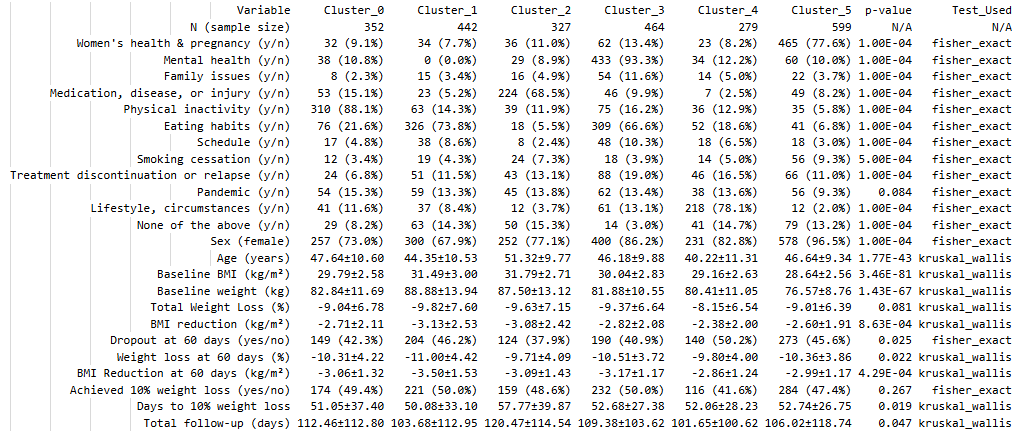 Variable Cluster_0 Cluster_1 Cluster_2 Cluster_3 Cluster_4 Cluster_5 p-value Test_Used
N (sample size) 352 442 327 464 279 599 N/A N/A
Women's health & pregnancy (y/n) 32 (9.1%) 34 (7.7%) 36 (11.0%) 62 (13.4%) 23 (8.2%) 465 (77.6%) 1.00E-04 fisher_exact
Mental health (y/n) 38 (10.8%) 0 (0.0%) 29 (8.9%) 433 (93.3%) 34 (12.2%) 60 (10.0%) 1.00E-04 fisher_exact
Family issues (y/n) 8 (2.3%) 15 (3.4%) 16 (4.9%) 54 (11.6%) 14 (5.0%) 22 (3.7%) 1.00E-04 fisher_exact
Medication, disease, or injury (y/n) 53 (15.1%) 23 (5.2%) 224 (68.5%) 46 (9.9%) 7 (2.5%) 49 (8.2%) 1.00E-04 fisher_exact
Physical inactivity (y/n) 310 (88.1%) 63 (14.3%) 39 (11.9%) 75 (16.2%) 36 (12.9%) 35 (5.8%) 1.00E-04 fisher_exact
Eating habits (y/n) 76 (21.6%) 326 (73.8%) 18 (5.5%) 309 (66.6%) 52 (18.6%) 41 (6.8%) 1.00E-04 fisher_exact
Schedule (y/n) 17 (4.8%) 38 (8.6%) 8 (2.4%) 48 (10.3%) 18 (6.5%) 18 (3.0%) 1.00E-04 fisher_exact
Smoking cessation (y/n) 12 (3.4%) 19 (4.3%) 24 (7.3%) 18 (3.9%) 14 (5.0%) 56 (9.3%) 5.00E-04 fisher_exact
Treatment discontinuation or relapse (y/n) 24 (6.8%) 51 (11.5%) 43 (13.1%) 88 (19.0%) 46 (16.5%) 66 (11.0%) 1.00E-04 fisher_exact
Pandemic (y/n) 54 (15.3%) 59 (13.3%) 45 (13.8%) 62 (13.4%) 38 (13.6%) 56 (9.3%) 0.084 fisher_exact
Lifestyle, circumstances (y/n) 41 (11.6%) 37 (8.4%) 12 (3.7%) 61 (13.1%) 218 (78.1%) 12 (2.0%) 1.00E-04 fisher_exact
None of the above (y/n) 29 (8.2%) 63 (14.3%) 50 (15.3%) 14 (3.0%) 41 (14.7%) 79 (13.2%) 1.00E-04 fisher_exact
Sex (female) 257 (73.0%) 300 (67.9%) 252 (77.1%) 400 (86.2%) 231 (82.8%) 578 (96.5%) 1.00E-04 fisher_exact
Age (years) 47.64±10.60 44.35±10.53 51.32±9.77 46.18±9.88 40.22±11.31 46.64±9.34 1.77E-43 kruskal_wallis
Baseline BMI (kg/m²) 29.79±2.58 31.49±3.00 31.79±2.71 30.04±2.83 29.16±2.63 28.64±2.56 3.46E-81 kruskal_wallis
Baseline weight (kg) 82.84±11.69 88.88±13.94 87.50±13.12 81.88±10.55 80.41±11.05 76.57±8.76 1.43E-67 kruskal_wallis
Total Weight Loss (%) -9.04±6.78 -9.82±7.60 -9.63±7.15 -9.37±6.64 -8.15±6.54 -9.01±6.39 0.081 kruskal_wallis
BMI reduction (kg/m²) -2.71±2.11 -3.13±2.53 -3.08±2.42 -2.82±2.08 -2.38±2.00 -2.60±1.91 8.63E-04 kruskal_wallis
Dropout at 60 days (yes/no) 149 (42.3%) 204 (46.2%) 124 (37.9%) 190 (40.9%) 140 (50.2%) 273 (45.6%) 0.025 fisher_exact
Weight loss at 60 days (%) -10.31±4.22 -11.00±4.42 -9.71±4.09 -10.51±3.72 -9.80±4.00 -10.36±3.86 0.022 kruskal_wallis
BMI Reduction at 60 days (kg/m²) -3.06±1.32 -3.50±1.53 -3.09±1.43 -3.17±1.17 -2.86±1.24 -2.99±1.17 4.29E-04 kruskal_wallis
Achieved 10% weight loss (yes/no) 174 (49.4%) 221 (50.0%) 159 (48.6%) 232 (50.0%) 116 (41.6%) 284 (47.4%) 0.267 fisher_exact
Days to 10% weight loss 51.05±37.40 50.08±33.10 57.77±39.87 52.68±27.38 52.06±28.23 52.74±26.75 0.019 kruskal_wallis
Total follow-up (days) 112.46±112.80 103.68±112.95 120.47±114.54 109.38±103.62 101.65±100.62 106.02±118.74 0.047 kruskal_wallis